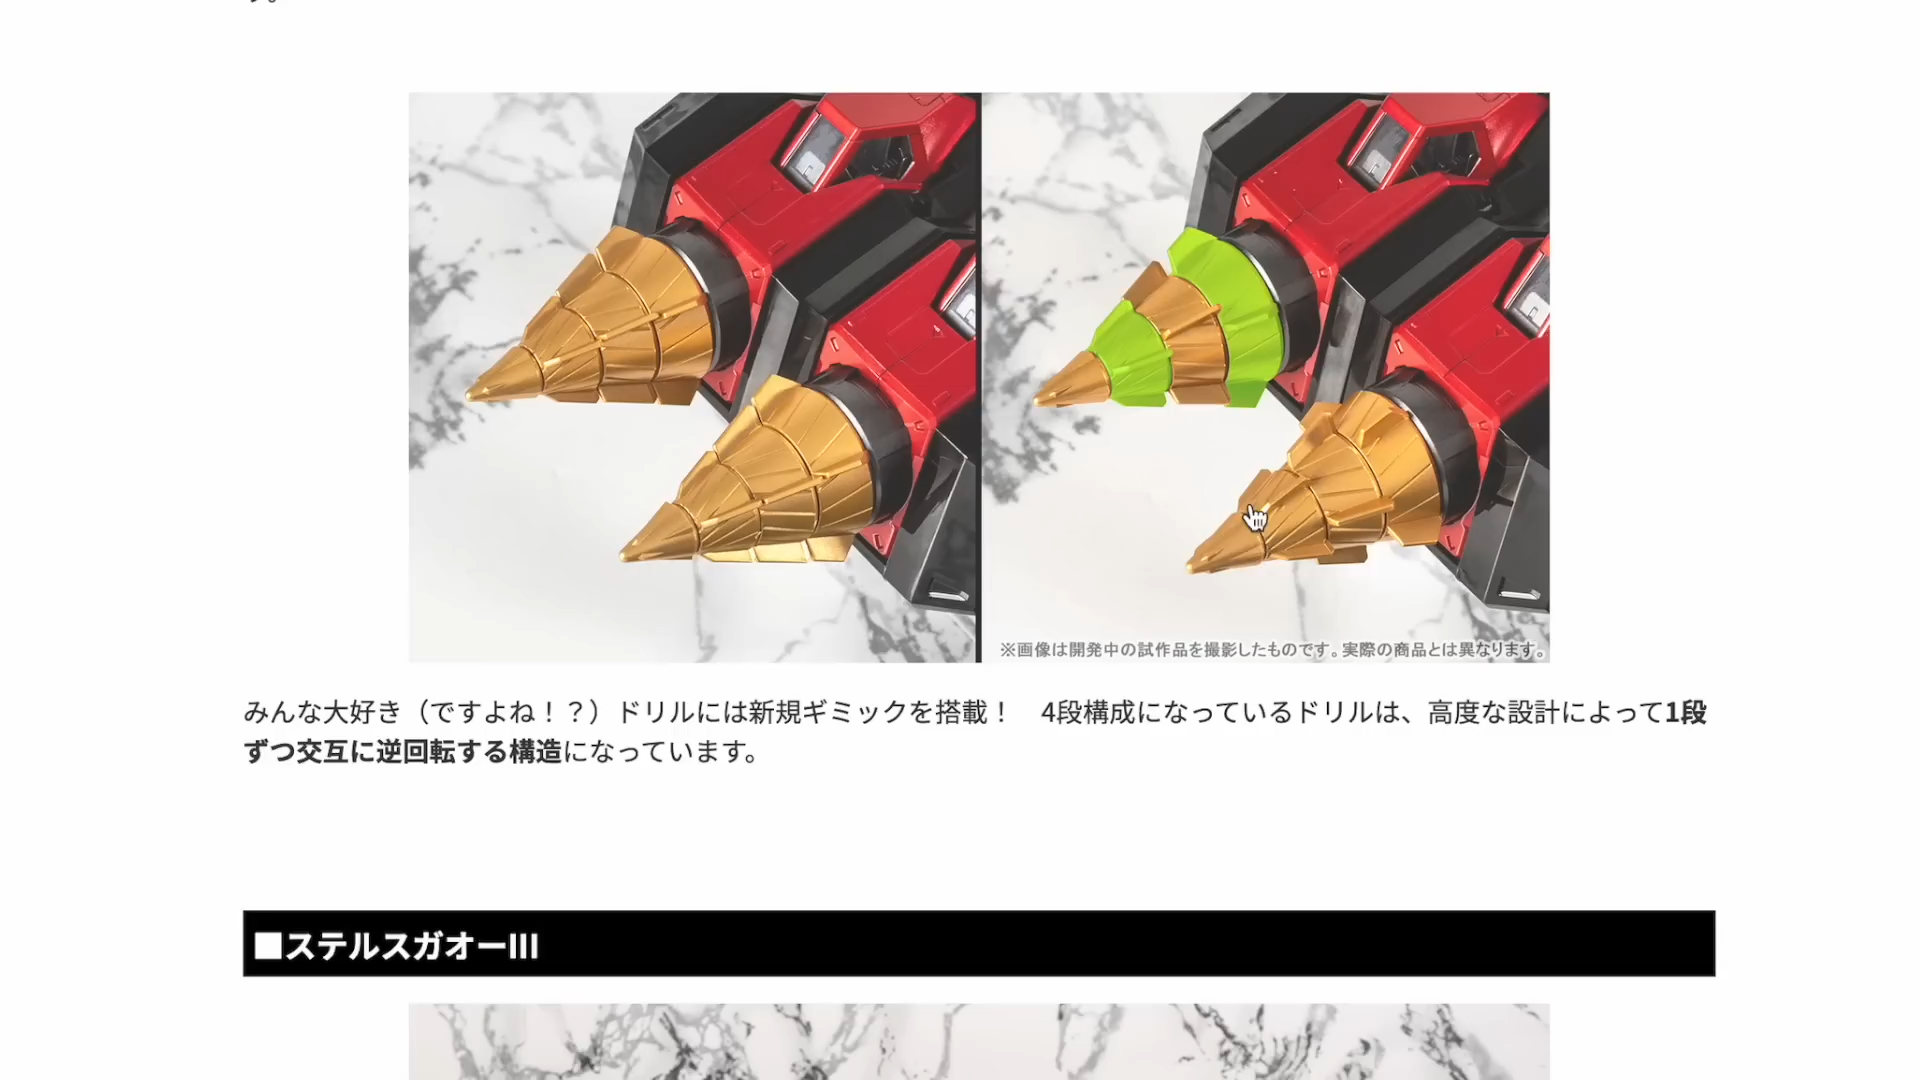 す。
※画像は開発中の試作品を撮影したものです。実際の商品とは異なります。
みんな大好き（ですよね！？）ドリルには新規ギミックを搭載！　4段構成になっているドリルは、高度な設計によって1段
ずつ交互に逆回転する構造になっています。
■ステルスガオーIII